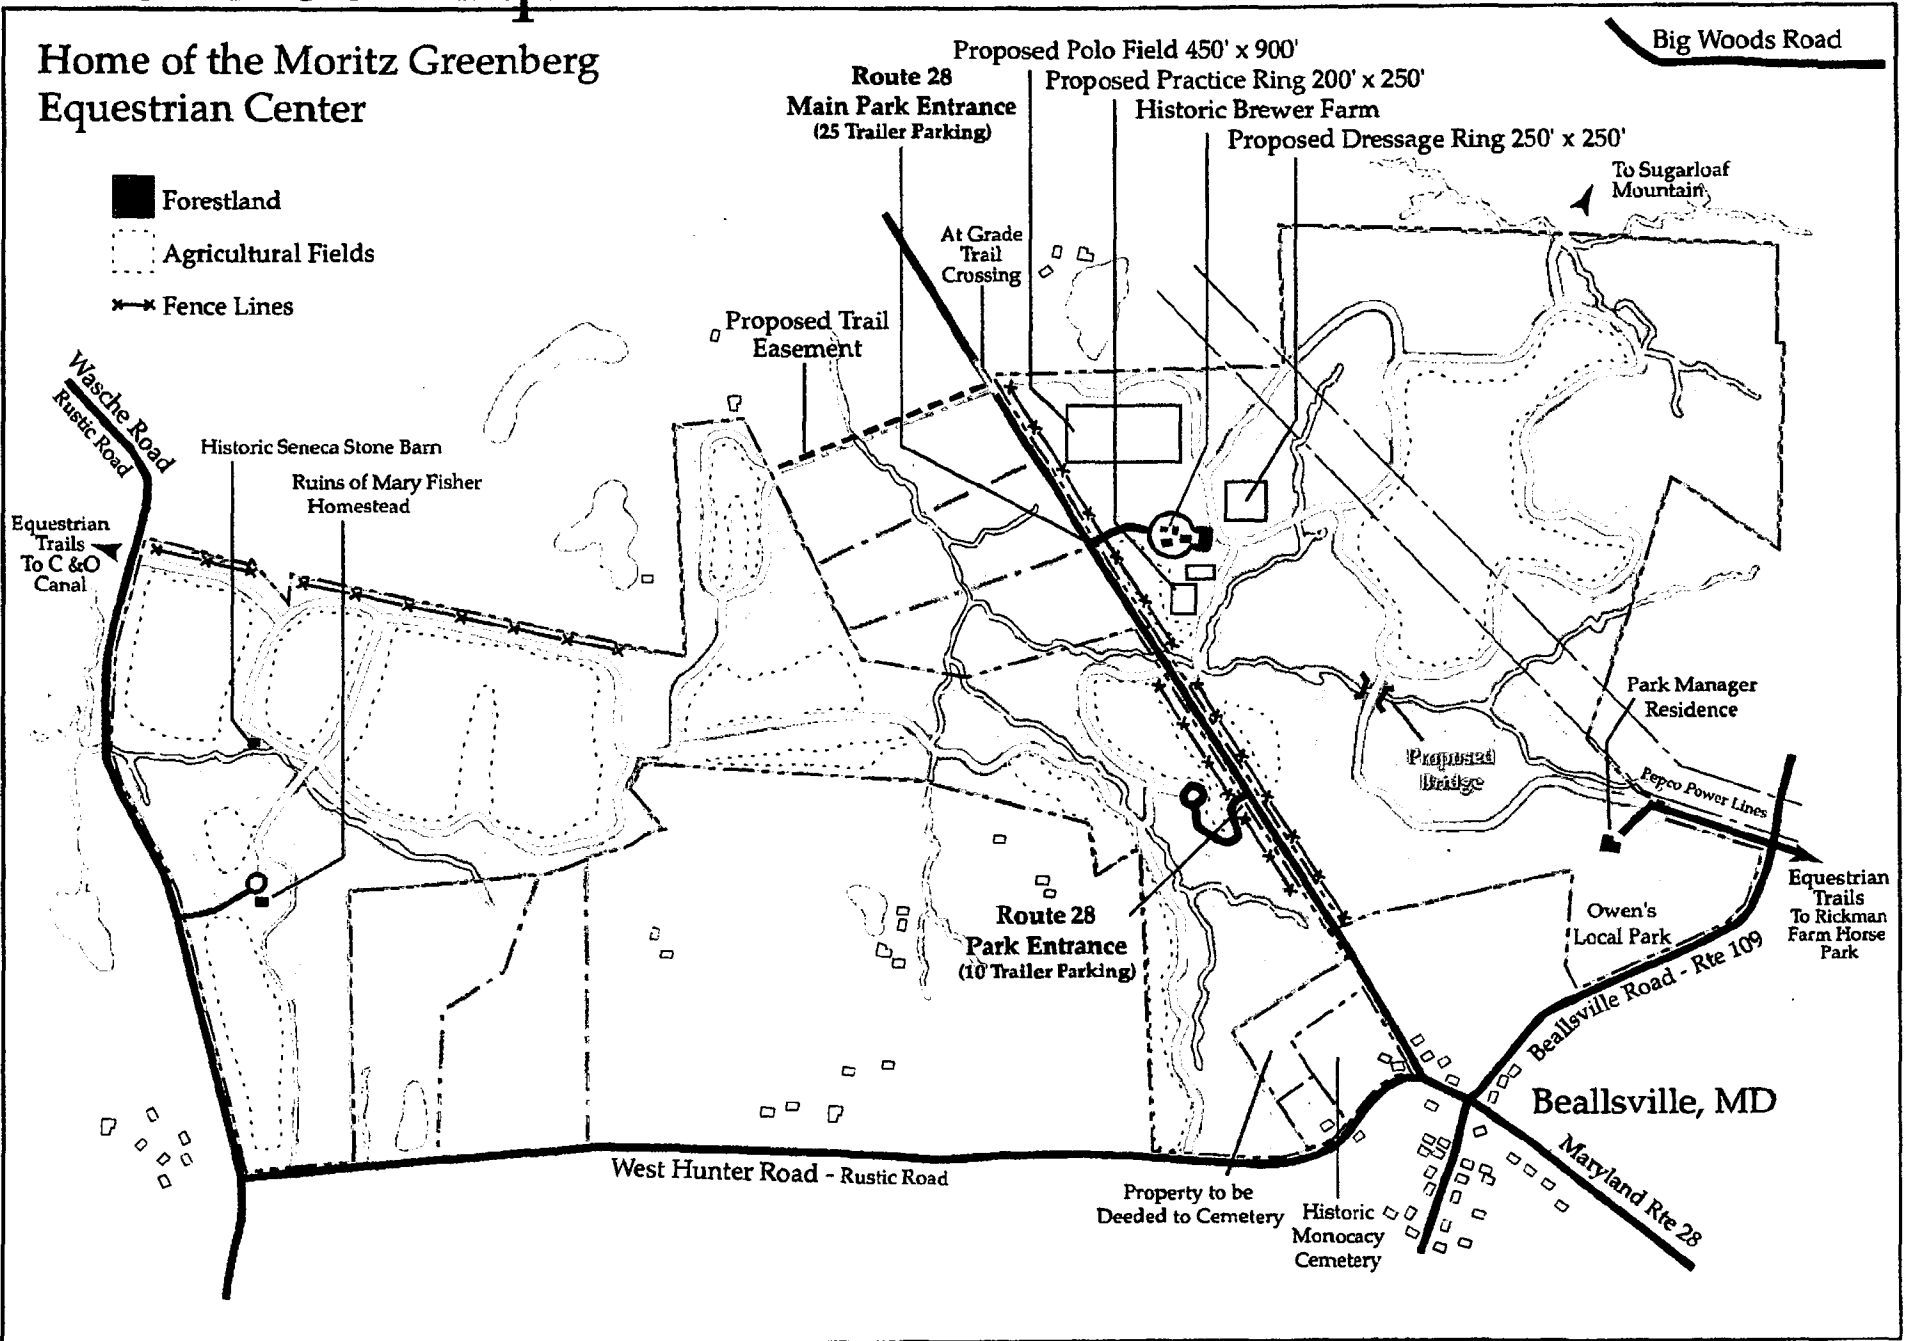 Home of the Moritz Greenberg
Equestrian Center
Forestland
Agricultural Fields
Fence Lines
Big Woods Road
Proposed Polo Field 450' x 900'
Route 28
Main Park Entrance
(25 Trailer Parking)
Proposed Practice Ring 200' x 250'
Historic Brewer Farm
Proposed Dressage Ring 250' x 250'
To Sugarloaf
Mountain
At Grade
Trail
Crossing
Proposed Trail
Easement
Wasche Road
Rustic Road
Historic Seneca Stone Barn
Ruins of Mary Fisher
Homestead
Equestrian
Trails
To C &O
Canal
Park Manager
Residence
Proposed
Bridge
Pepco Power Lines
Equestrian
Trails
To Rickman
Farm Horse
Park
Owen's
Local Park
Route 28
Park Entrance
(10 Trailer Parking)
Beallsville Road - Rte 109
Beallsville, MD
Maryland Rte 28
West Hunter Road - Rustic Road
Property to be
Deeded to Cemetery
Historic
Monocacy
Cemetery